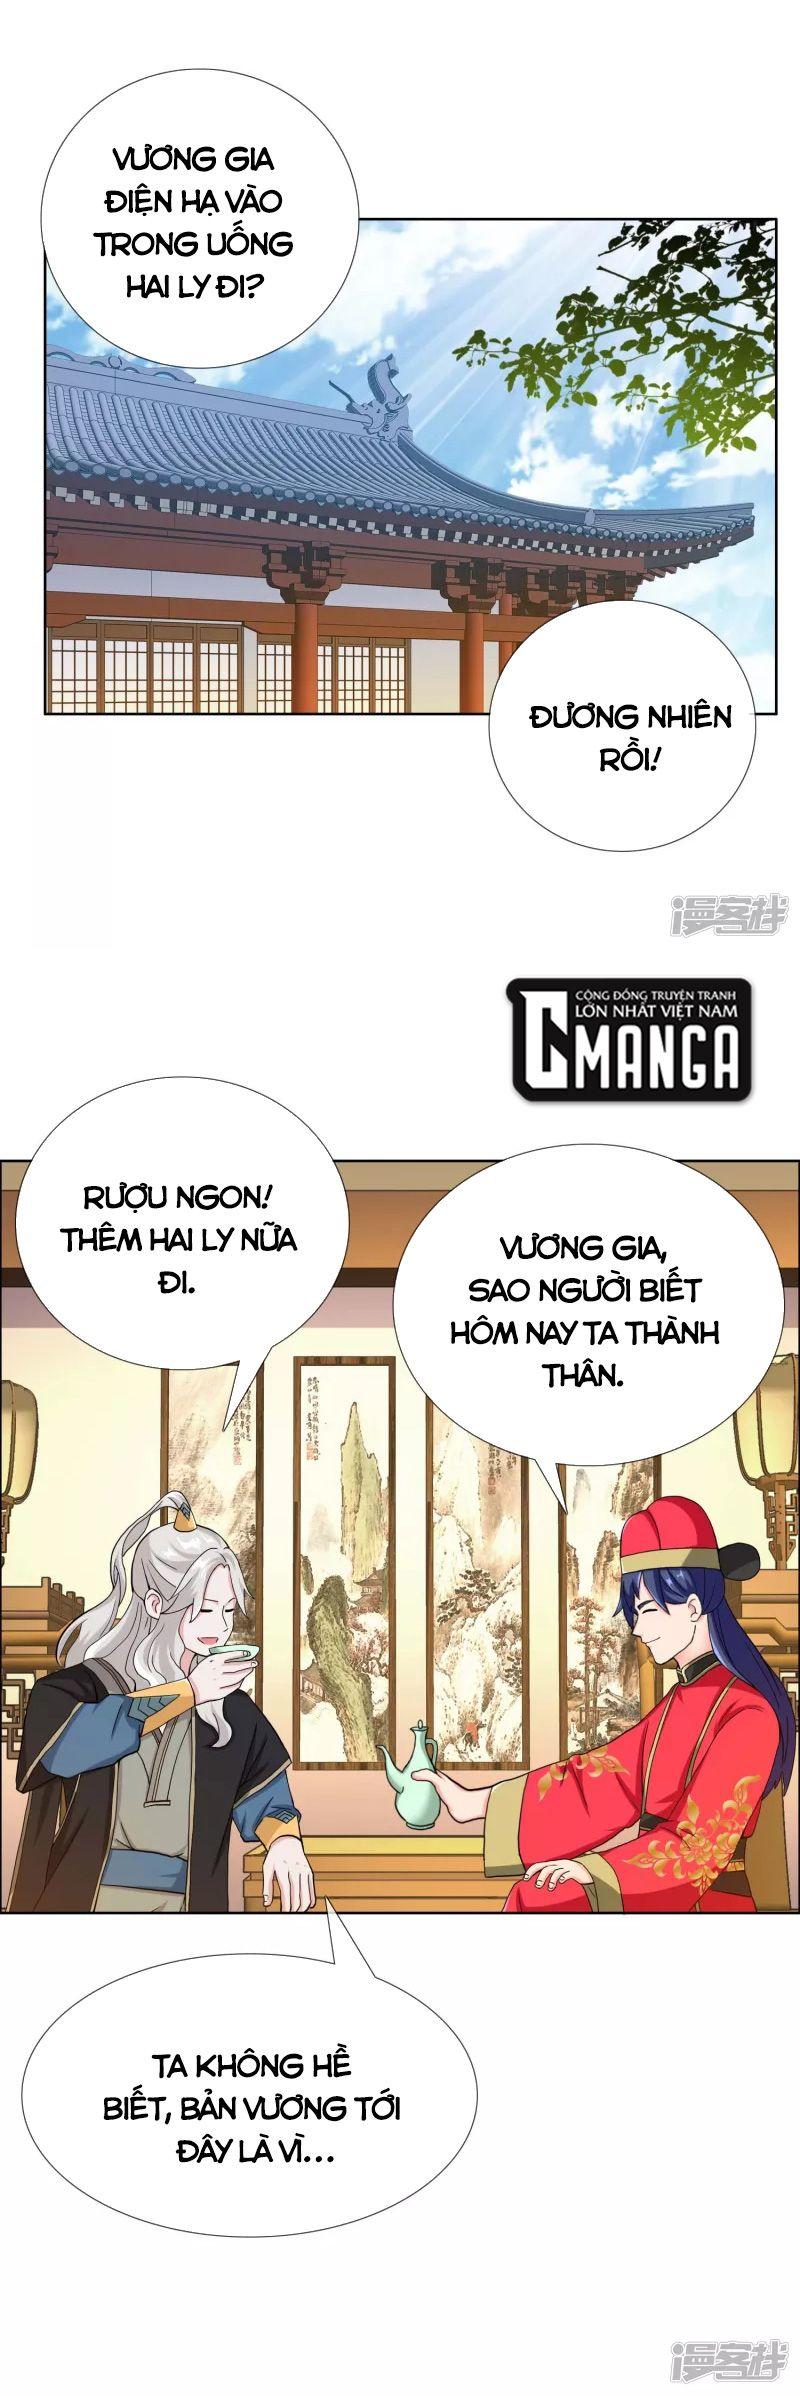 VƯƠNG GIA
ĐIỆN HẠ VÀO
TRONG UỐNG
HAI LY ĐI?
ĐƯƠNG NHIÊN
RỒI!
漫客栈
CỘNG ĐỒNG TRUYỆN TRANH
LỚN NHẤT VIỆT NAM
CMANGA
RƯỢU NGON!
THÊM HAI LY NỮA
ĐI.
VƯƠNG GIA,
SAO NGƯỜI BIẾT
HÔM NAY TA THÀNH
THÂN.
TA KHÔNG HỀ
BIẾT, BẢN VƯƠNG TỚI
ĐÂY LÀ VÌ...
漫客栈